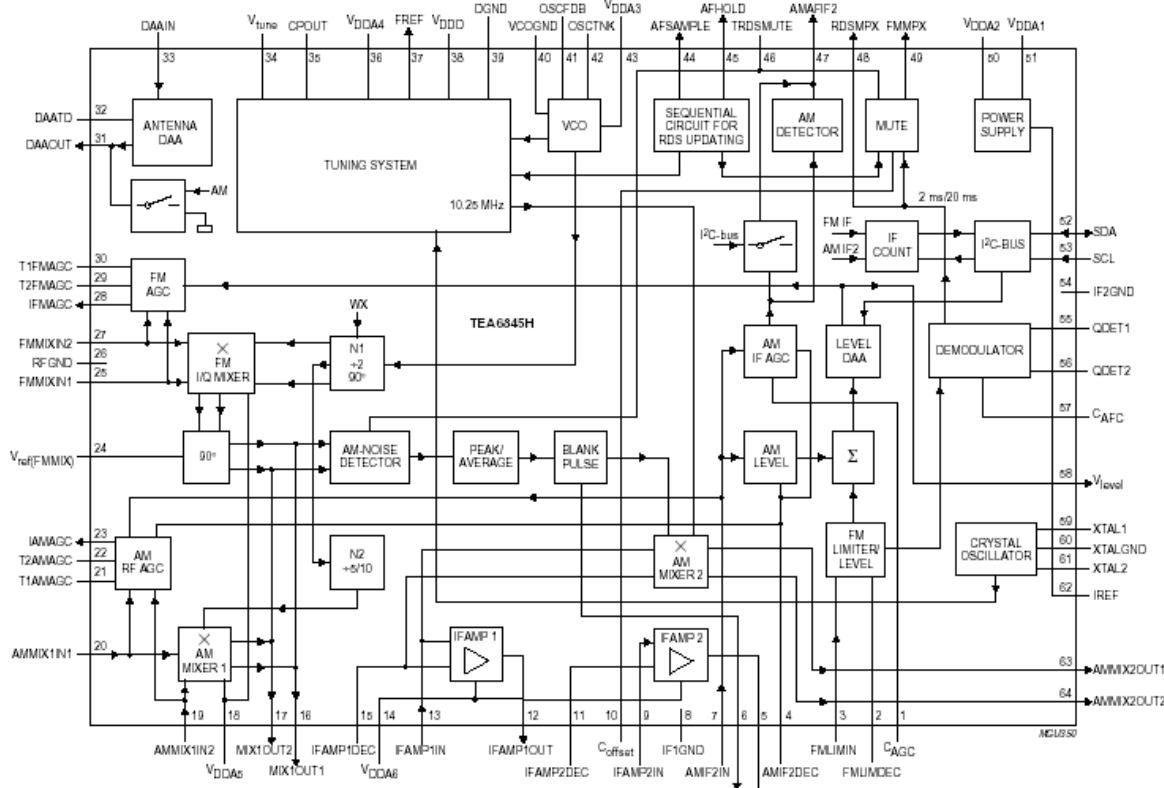 DGND OSCFDB VDDA3 AFHOLD AMAFIF2
DAAIN Vtune CPOUT VDDA4 FREF VDDD VCOGND OSCTNK AFSAMPLE TRDSMUTE RDSMPX FMMPX VDDA2 VDDA1
33 34 35 36 37 38 39 40 41 42 43 44 45 46 47 48 49 50 51
DAATD 32
DAAOUT 31
ANTENNA
DAA
TUNING SYSTEM
10.25 MHz
VCO
SEQUENTIAL
CIRCUIT FOR
RDS UPDATING
AM
DETECTOR
MUTE
POWER
SUPPLY
AM
2 ms/20 ms
I2C-bus
FM IF
AM IF2
IF
COUNT
I2C-BUS
52 SDA
53 SCL
54 IF2GND
T1FMAGC 30
T2FMAGC 29
IFMAGC 28
FM
AGC
TEA6845H
WX
FMMIXIN2 27
RFGND 26
FMMIXIN1 25
×
FM
I/Q MIXER
N1
÷2
90°
AM
IF AGC
LEVEL
DAA
DEMODULATOR
55 QDET1
56 QDET2
57 CAFC
Vref(FMMIX) 24
90°
AM-NOISE
DETECTOR
PEAK/
AVERAGE
BLANK
PULSE
AM
LEVEL
Σ
58 Vlevel
IAMAGC 23
T2AMAGC 22
T1AMAGC 21
AM
RF AGC
N2
÷5/10
×
AM
MIXER 2
FM
LIMITER/
LEVEL
CRYSTAL
OSCILLATOR
59 XTAL1
60 XTALGND
61 XTAL2
62 IREF
AMMIX1IN1 20
×
AM
MIXER 1
IFAMP 1
IFAMP 2
63 AMMIX2OUT1
64 AMMIX2OUT2
19 18 17 16 15 14 13 12 11 10 9 8 7 6 5 4 3 2 1
MGU350
AMMIX1IN2 MIX1OUT2 IFAMP1DEC IFAMP1IN IFAMP1OUT Coffset IF1GND FMLIMIN CAGC
VDDA5 MIX1OUT1 VDDA6 IFAMP2DEC IFAMP2IN AMIF2IN AMIF2DEC FMLIMDEC